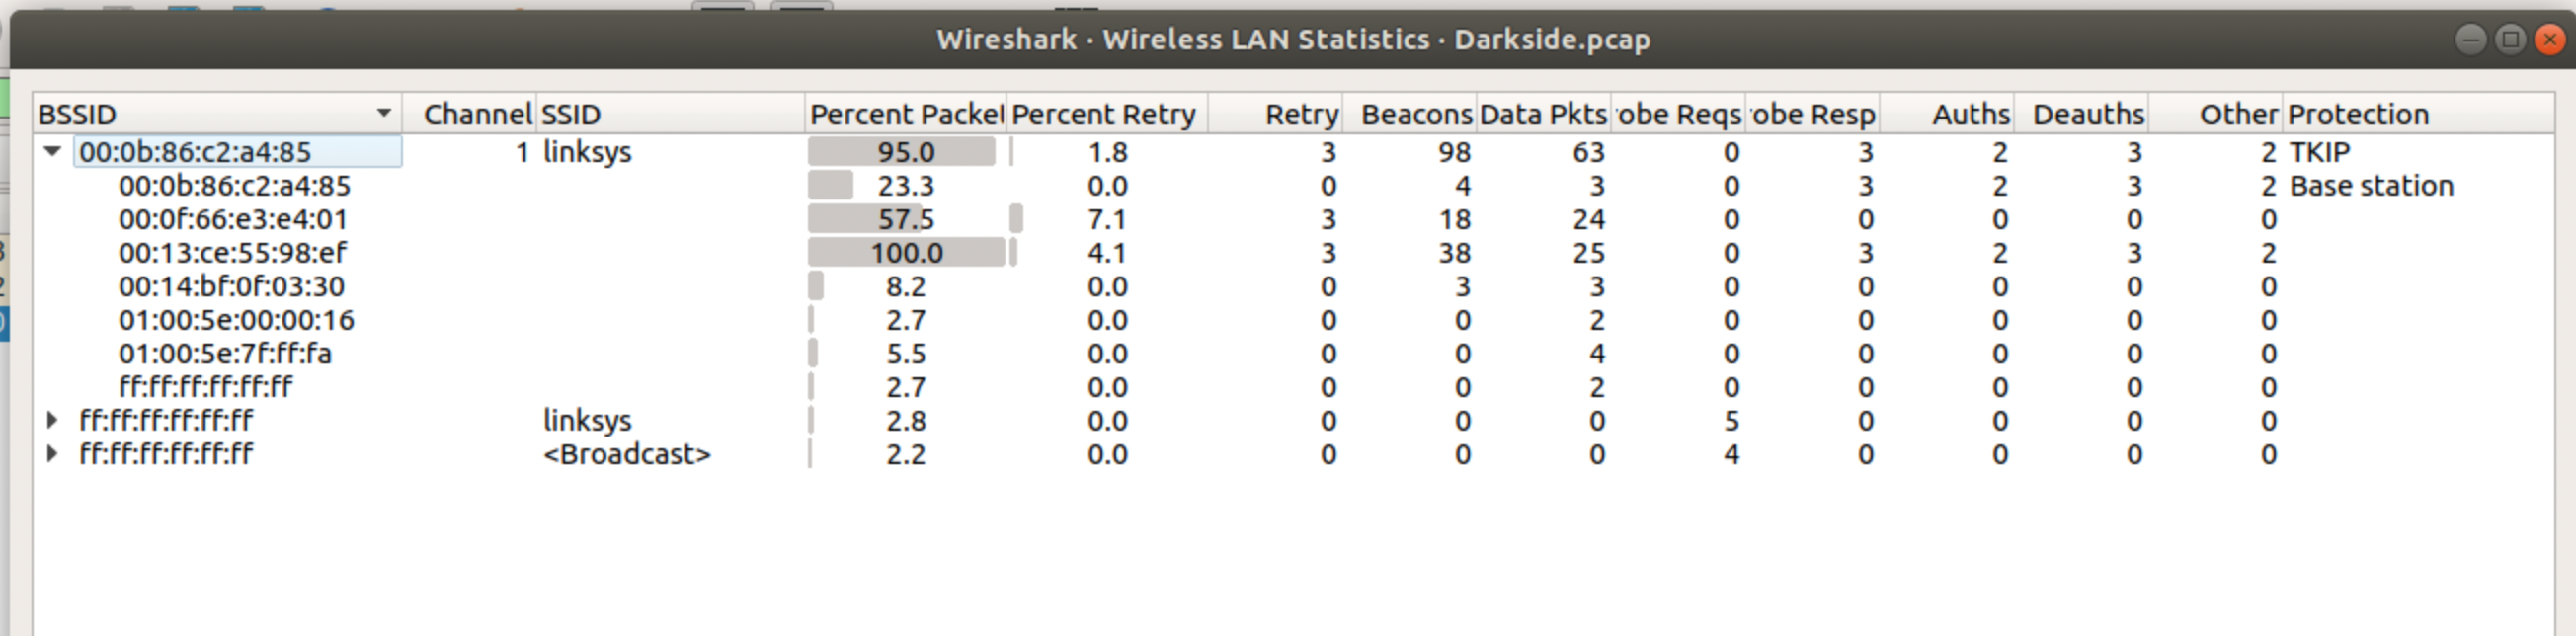 Wireshark · Wireless LAN Statistics · Darkside.pcap
BSSID Channel SSID Percent Packet Percent Retry Retry Beacons Data Pkts obe Reqs obe Resp Auths Deauths Other Protection
00:0b:86:c2:a4:85 1 linksys 95.0 1.8 3 98 63 0 3 2 3 2 TKIP
00:0b:86:c2:a4:85 23.3 0.0 0 4 3 0 3 2 3 2 Base station
00:0f:66:e3:e4:01 57.5 7.1 3 18 24 0 0 0 0 0
00:13:ce:55:98:ef 100.0 4.1 3 38 25 0 3 2 3 2
00:14:bf:0f:03:30 8.2 0.0 0 3 3 0 0 0 0 0
01:00:5e:00:00:16 2.7 0.0 0 0 2 0 0 0 0 0
01:00:5e:7f:ff:fa 5.5 0.0 0 0 4 0 0 0 0 0
ff:ff:ff:ff:ff:ff 2.7 0.0 0 0 2 0 0 0 0 0
ff:ff:ff:ff:ff:ff linksys 2.8 0.0 0 0 0 5 0 0 0 0
ff:ff:ff:ff:ff:ff <Broadcast> 2.2 0.0 0 0 0 4 0 0 0 0